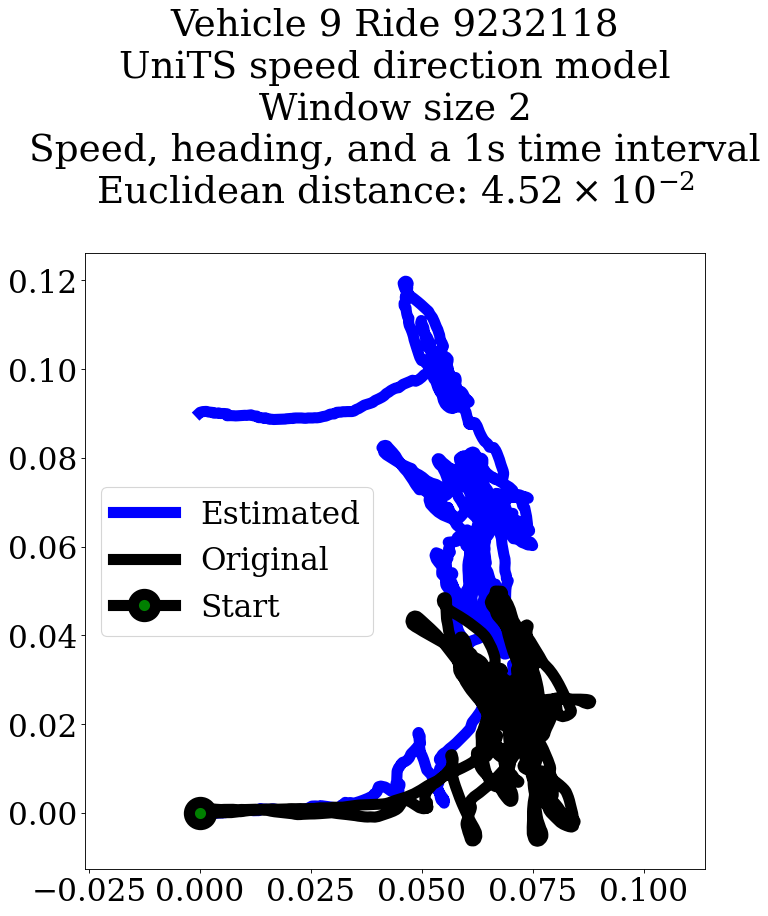 Vehicle 9 Ride 9232118
UniTS speed direction model
Window size 2
Speed, heading, and a 1s time interval
Euclidean distance: 4.52 × 10⁻²
0.12
0.10
0.08
0.06
0.04
0.02
0.00
Estimated
Original
Start
−0.025 0.000 0.025 0.050 0.075 0.100